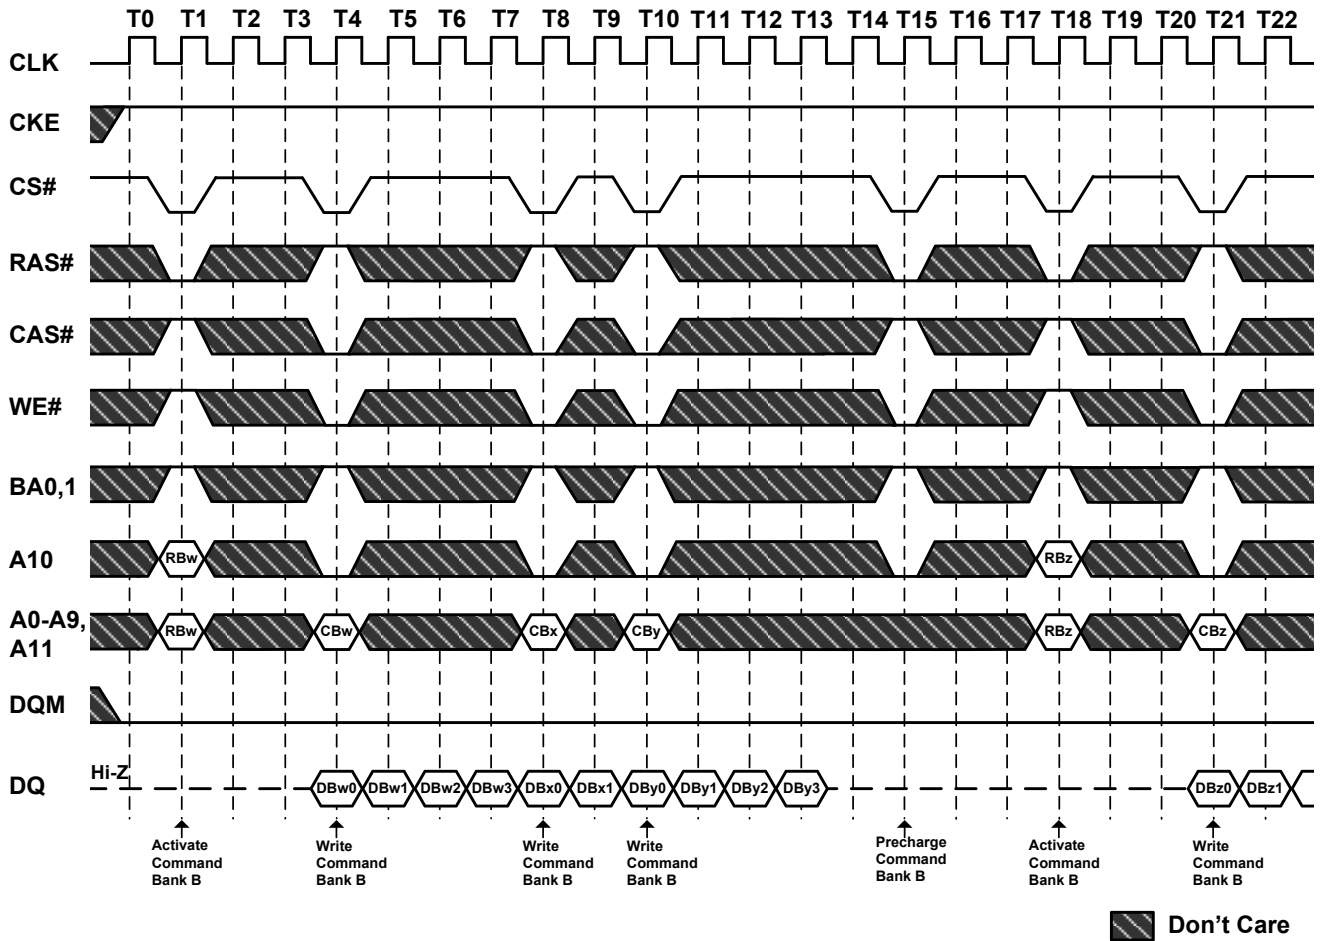 T0 T1 T2 T3 T4 T5 T6 T7 T8 T9 T10 T11 T12 T13 T14 T15 T16 T17 T18 T19 T20 T21 T22
CLK
CKE
CS#
RAS#
CAS#
WE#
BA0,1
A10 RBw RBz
A0-A9,
A11
RBw CBw CBx CBy RBz CBz
DQM
DQ Hi-Z DBw0 DBw1 DBw2 DBw3 DBx0 DBx1 DBy0 DBy1 DBy2 DBy3 DBz0 DBz1
Activate
Command
Bank B
Write
Command
Bank B
Write
Command
Bank B
Write
Command
Bank B
Precharge
Command
Bank B
Activate
Command
Bank B
Write
Command
Bank B
Don't Care